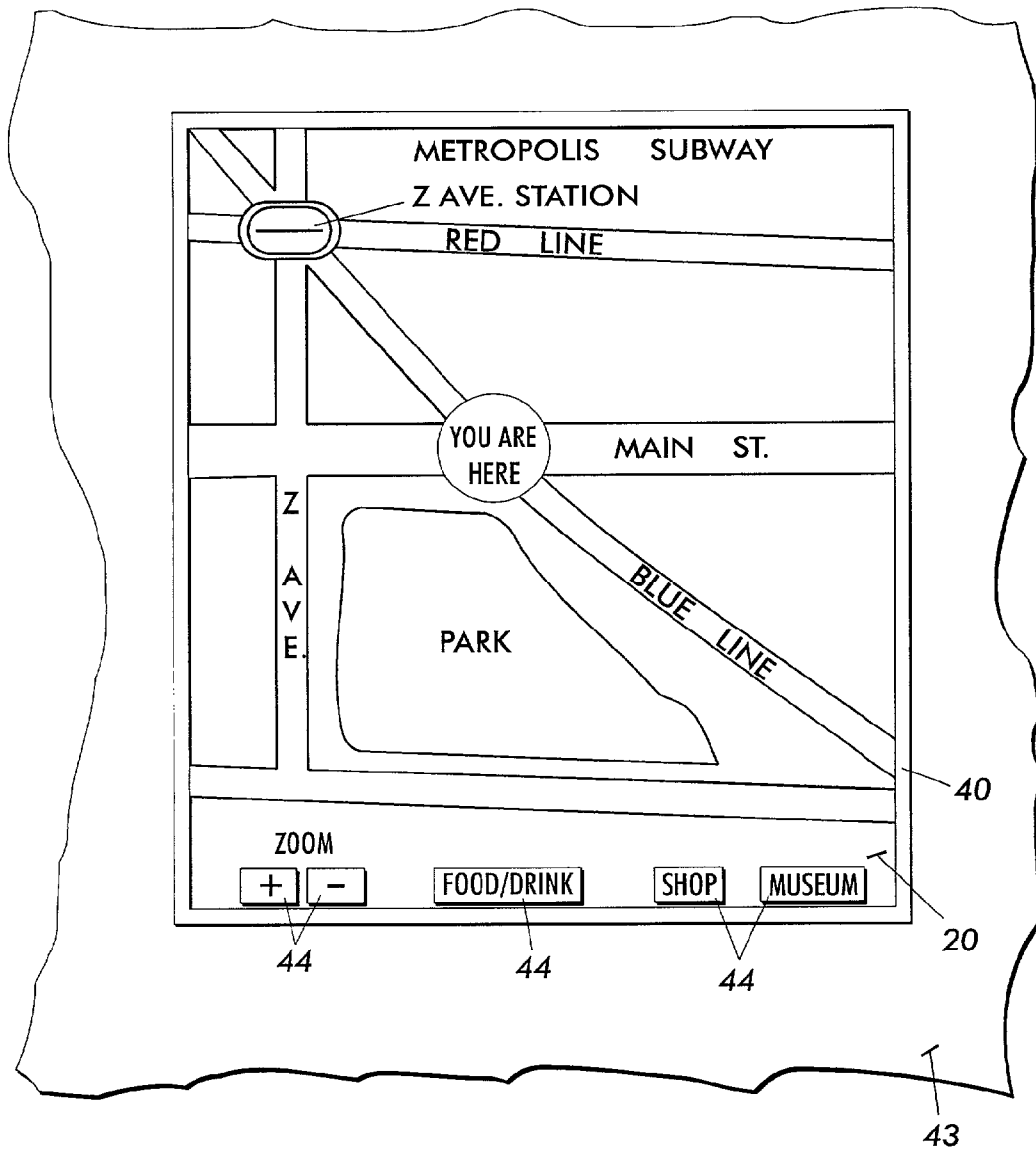 METROPOLIS SUBWAY
Z AVE. STATION
RED LINE
YOU ARE
HERE
MAIN ST.
Z AVE.
BLUE LINE
PARK
40
ZOOM
+ -
FOOD/DRINK
SHOP
MUSEUM
20
44
44
44
43